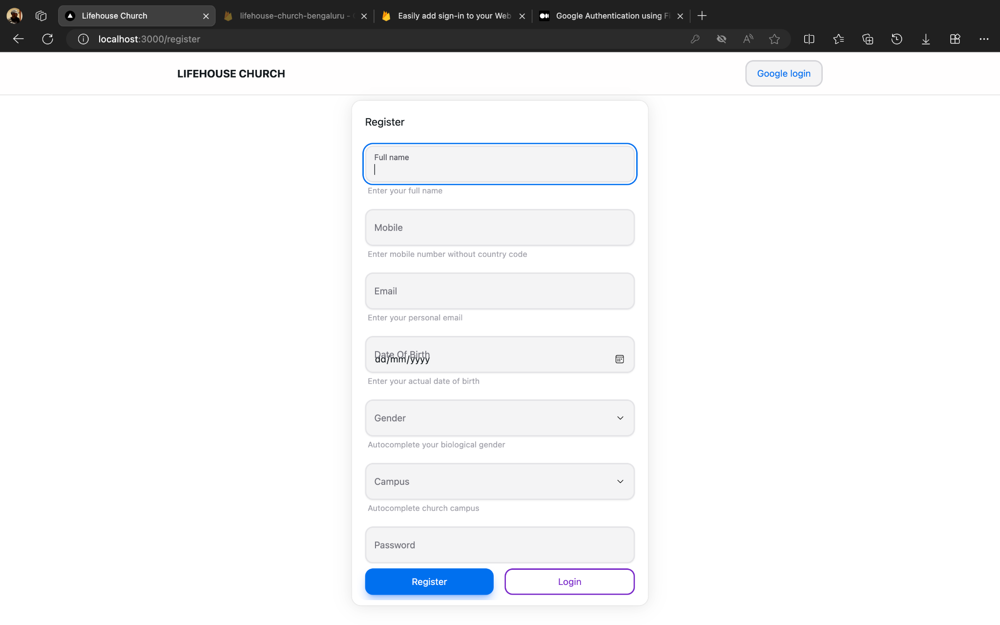 Lifehouse Church
lifehouse-church-bengaluru -
Easily add sign-in to your Web
Google Authentication using Fi
localhost:3000/register
LIFEHOUSE CHURCH
Google login
Register
Full name
Enter your full name
Mobile
Enter mobile number without country code
Email
Enter your personal email
Date Of Birth
dd/mm/yyyy
Enter your actual date of birth
Gender
Autocomplete your biological gender
Campus
Autocomplete church campus
Password
Register
Login